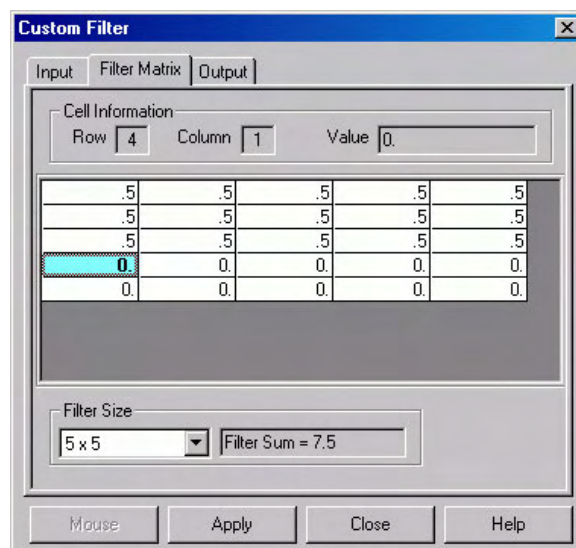 Custom Filter
Input Filter Matrix Output
Cell Information
Row 4 Column 1 Value 0.
.5 .5 .5 .5 .5
.5 .5 .5 .5 .5
.5 .5 .5 .5 .5
0. 0. 0. 0. 0.
0. 0. 0. 0. 0.
Filter Size
5 x 5 Filter Sum = 7.5
Mouse Apply Close Help